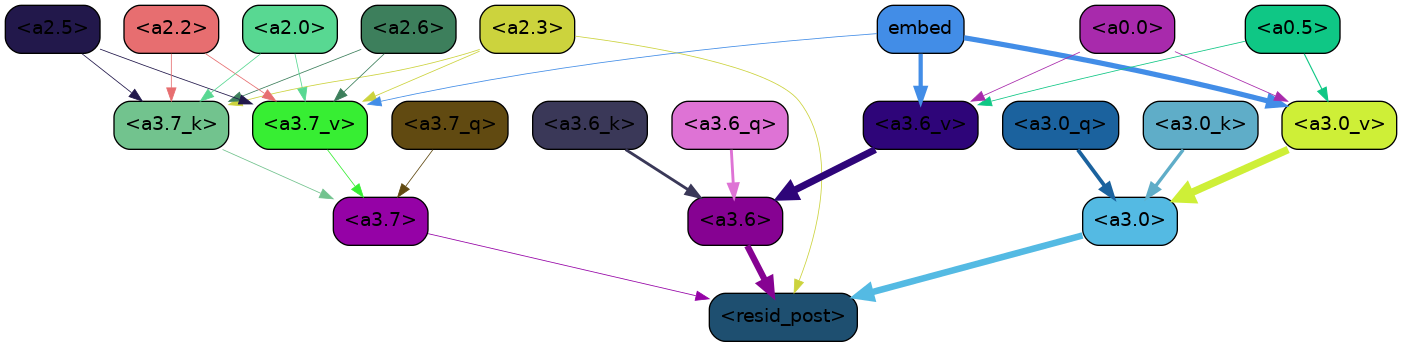 <a2.5> <a2.2> <a2.0> <a2.6> <a2.3> embed <a0.0> <a0.5>
<a3.7_k> <a3.7_v> <a3.7_q> <a3.6_k> <a3.6_q> <a3.6_v> <a3.0_q> <a3.0_k> <a3.0_v>
<a3.7> <a3.6> <a3.0>
<resid_post>